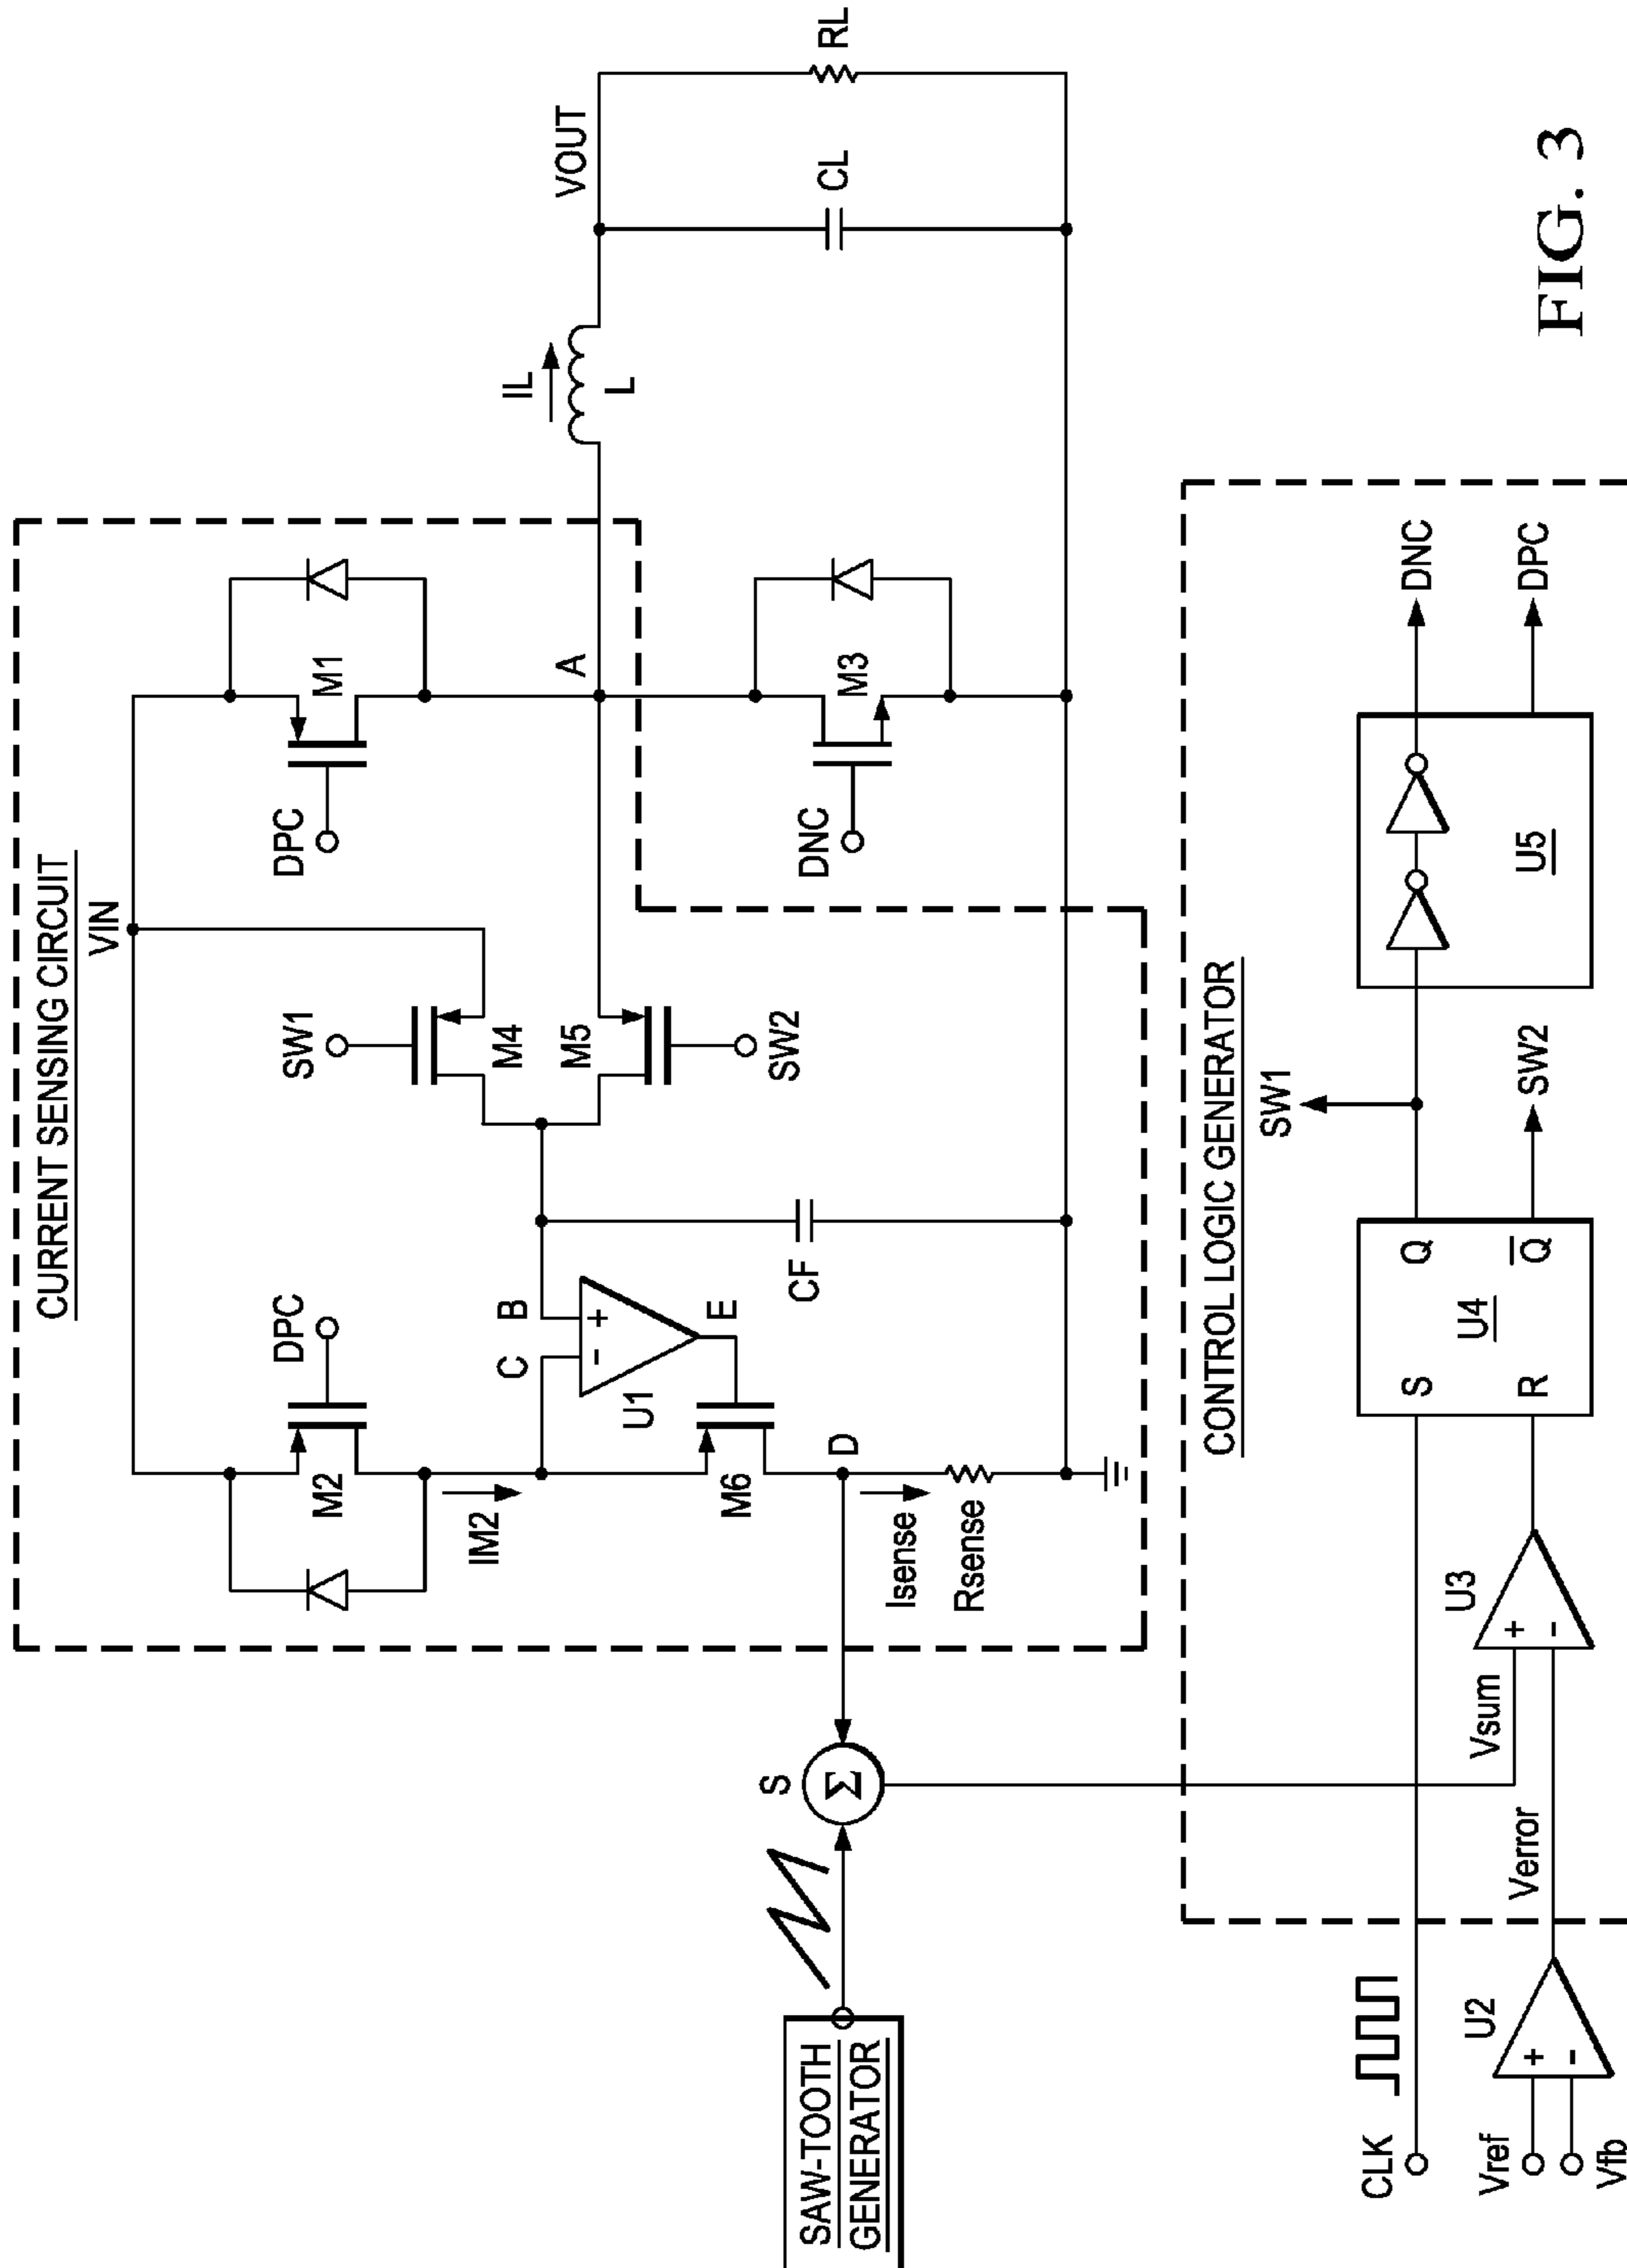 CURRENT SENSING CIRCUIT
VIN
DPC
M2
IM2
C
B
U1
E
M6
D
Isense
Rsense
CF
SW1
M4
M5
SW2
DPC
M1
A
DNC
M3
IL
L
VOUT
CL
RL
SAW-TOOTH
GENERATOR
S
Σ
CONTROL LOGIC GENERATOR
CLK
Vref
Vfb
+
-
U2
Verror
Vsum
+
-
U3
S
R
U4
Q
Q̅
SW1
SW2
U5
DNC
DPC
+
-
FIG. 3